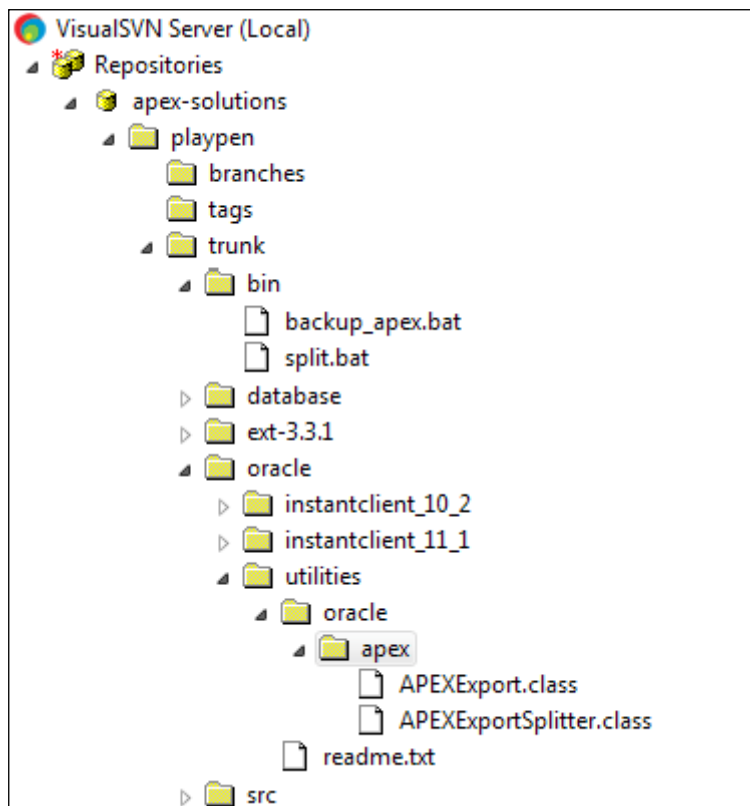 VisualSVN Server (Local)
Repositories
apex-solutions
playpen
branches
tags
trunk
bin
backup_apex.bat
split.bat
database
ext-3.3.1
oracle
instantclient_10_2
instantclient_11_1
utilities
oracle
apex
APEXExport.class
APEXExportSplitter.class
readme.txt
src